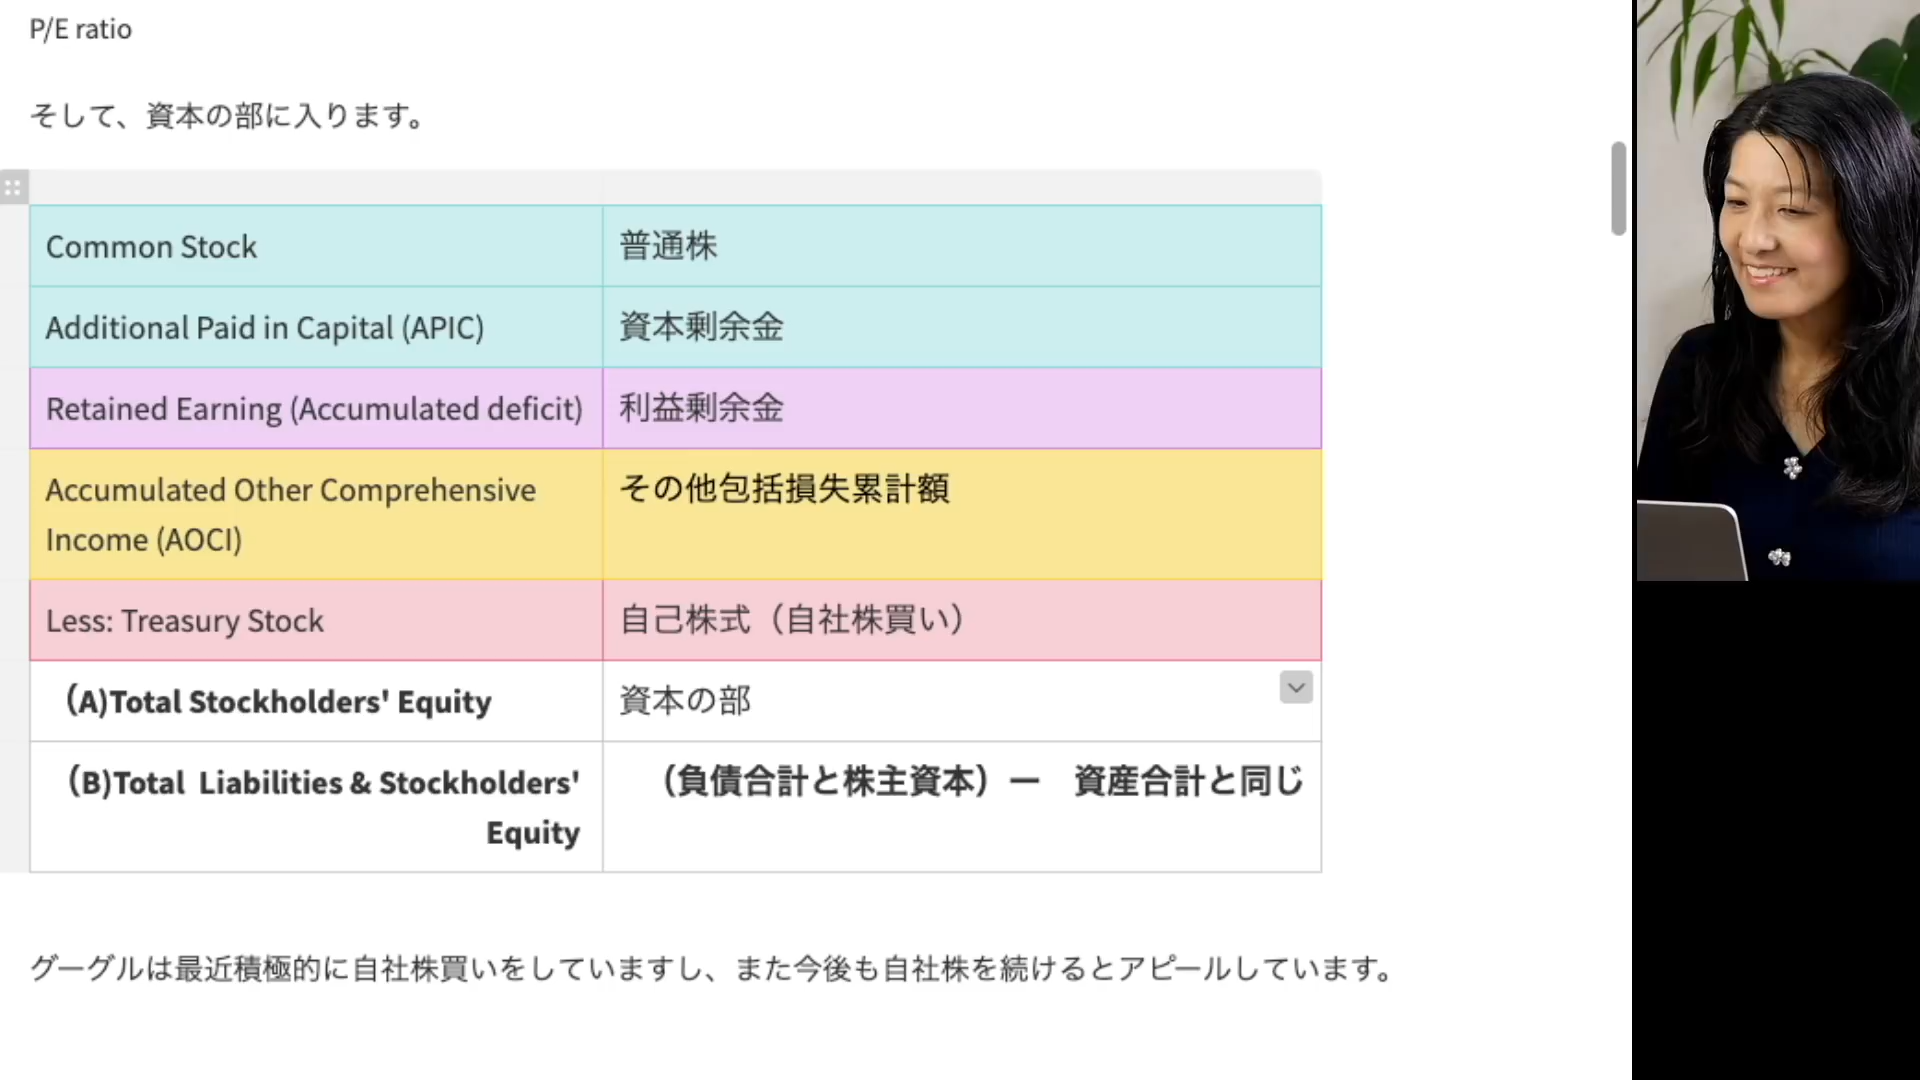 P/E ratio
そして、資本の部に入ります。
Common Stock 普通株
Additional Paid in Capital (APIC) 資本剰余金
Retained Earning (Accumulated deficit) 利益剰余金
Accumulated Other Comprehensive その他包括損失累計額
Income (AOCI)
Less: Treasury Stock 自己株式（自社株買い）
（A)Total Stockholders' Equity 資本の部
（B)Total Liabilities & Stockholders' （負債合計と株主資本）ー　資産合計と同じ
Equity
グーグルは最近積極的に自社株買いをしていますし、また今後も自社株を続けるとアピールしています。